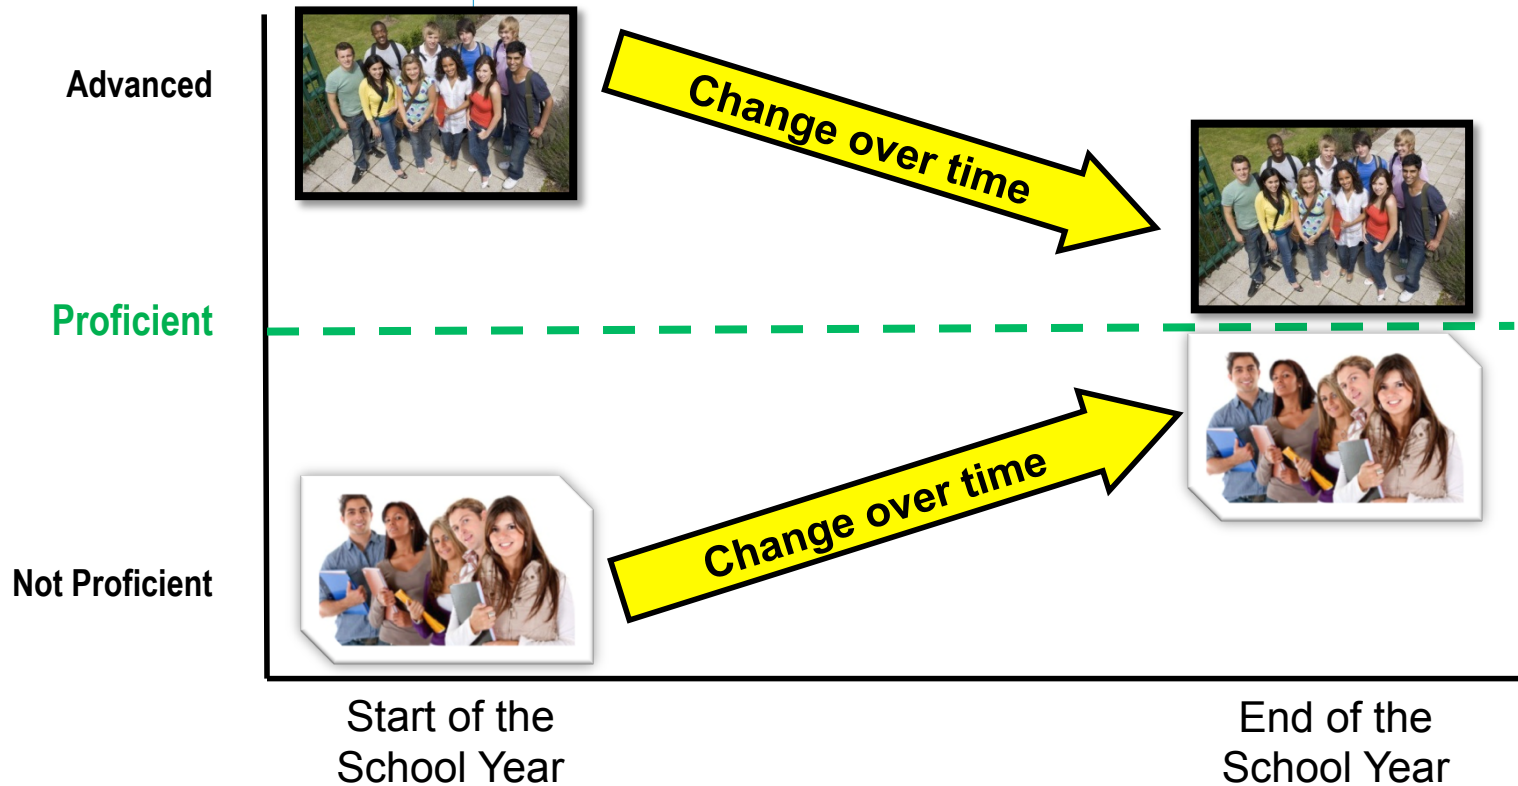 Advanced
Change over time
Proficient
Change over time
Not Proficient
Start of the
School Year
End of the
School Year